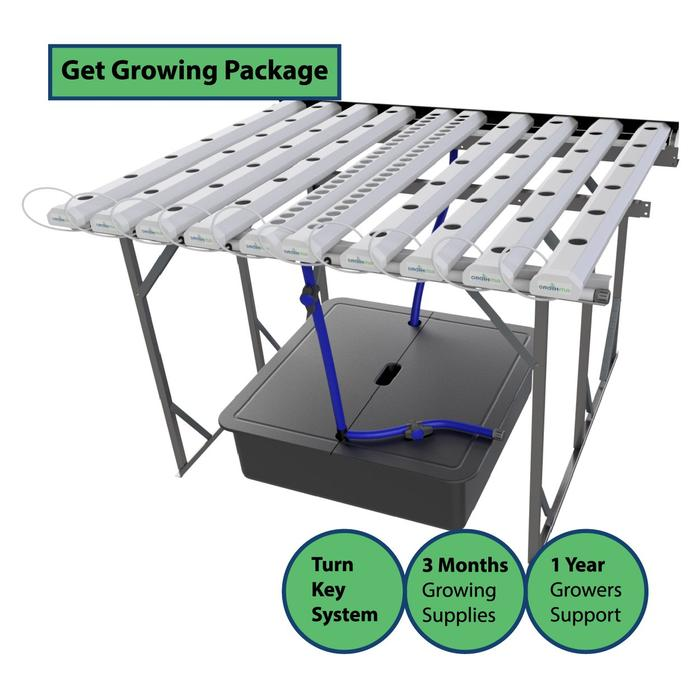 Get Growing Package
Turn
Key
System
3 Months
Growing
Supplies
1 Year
Growers
Support